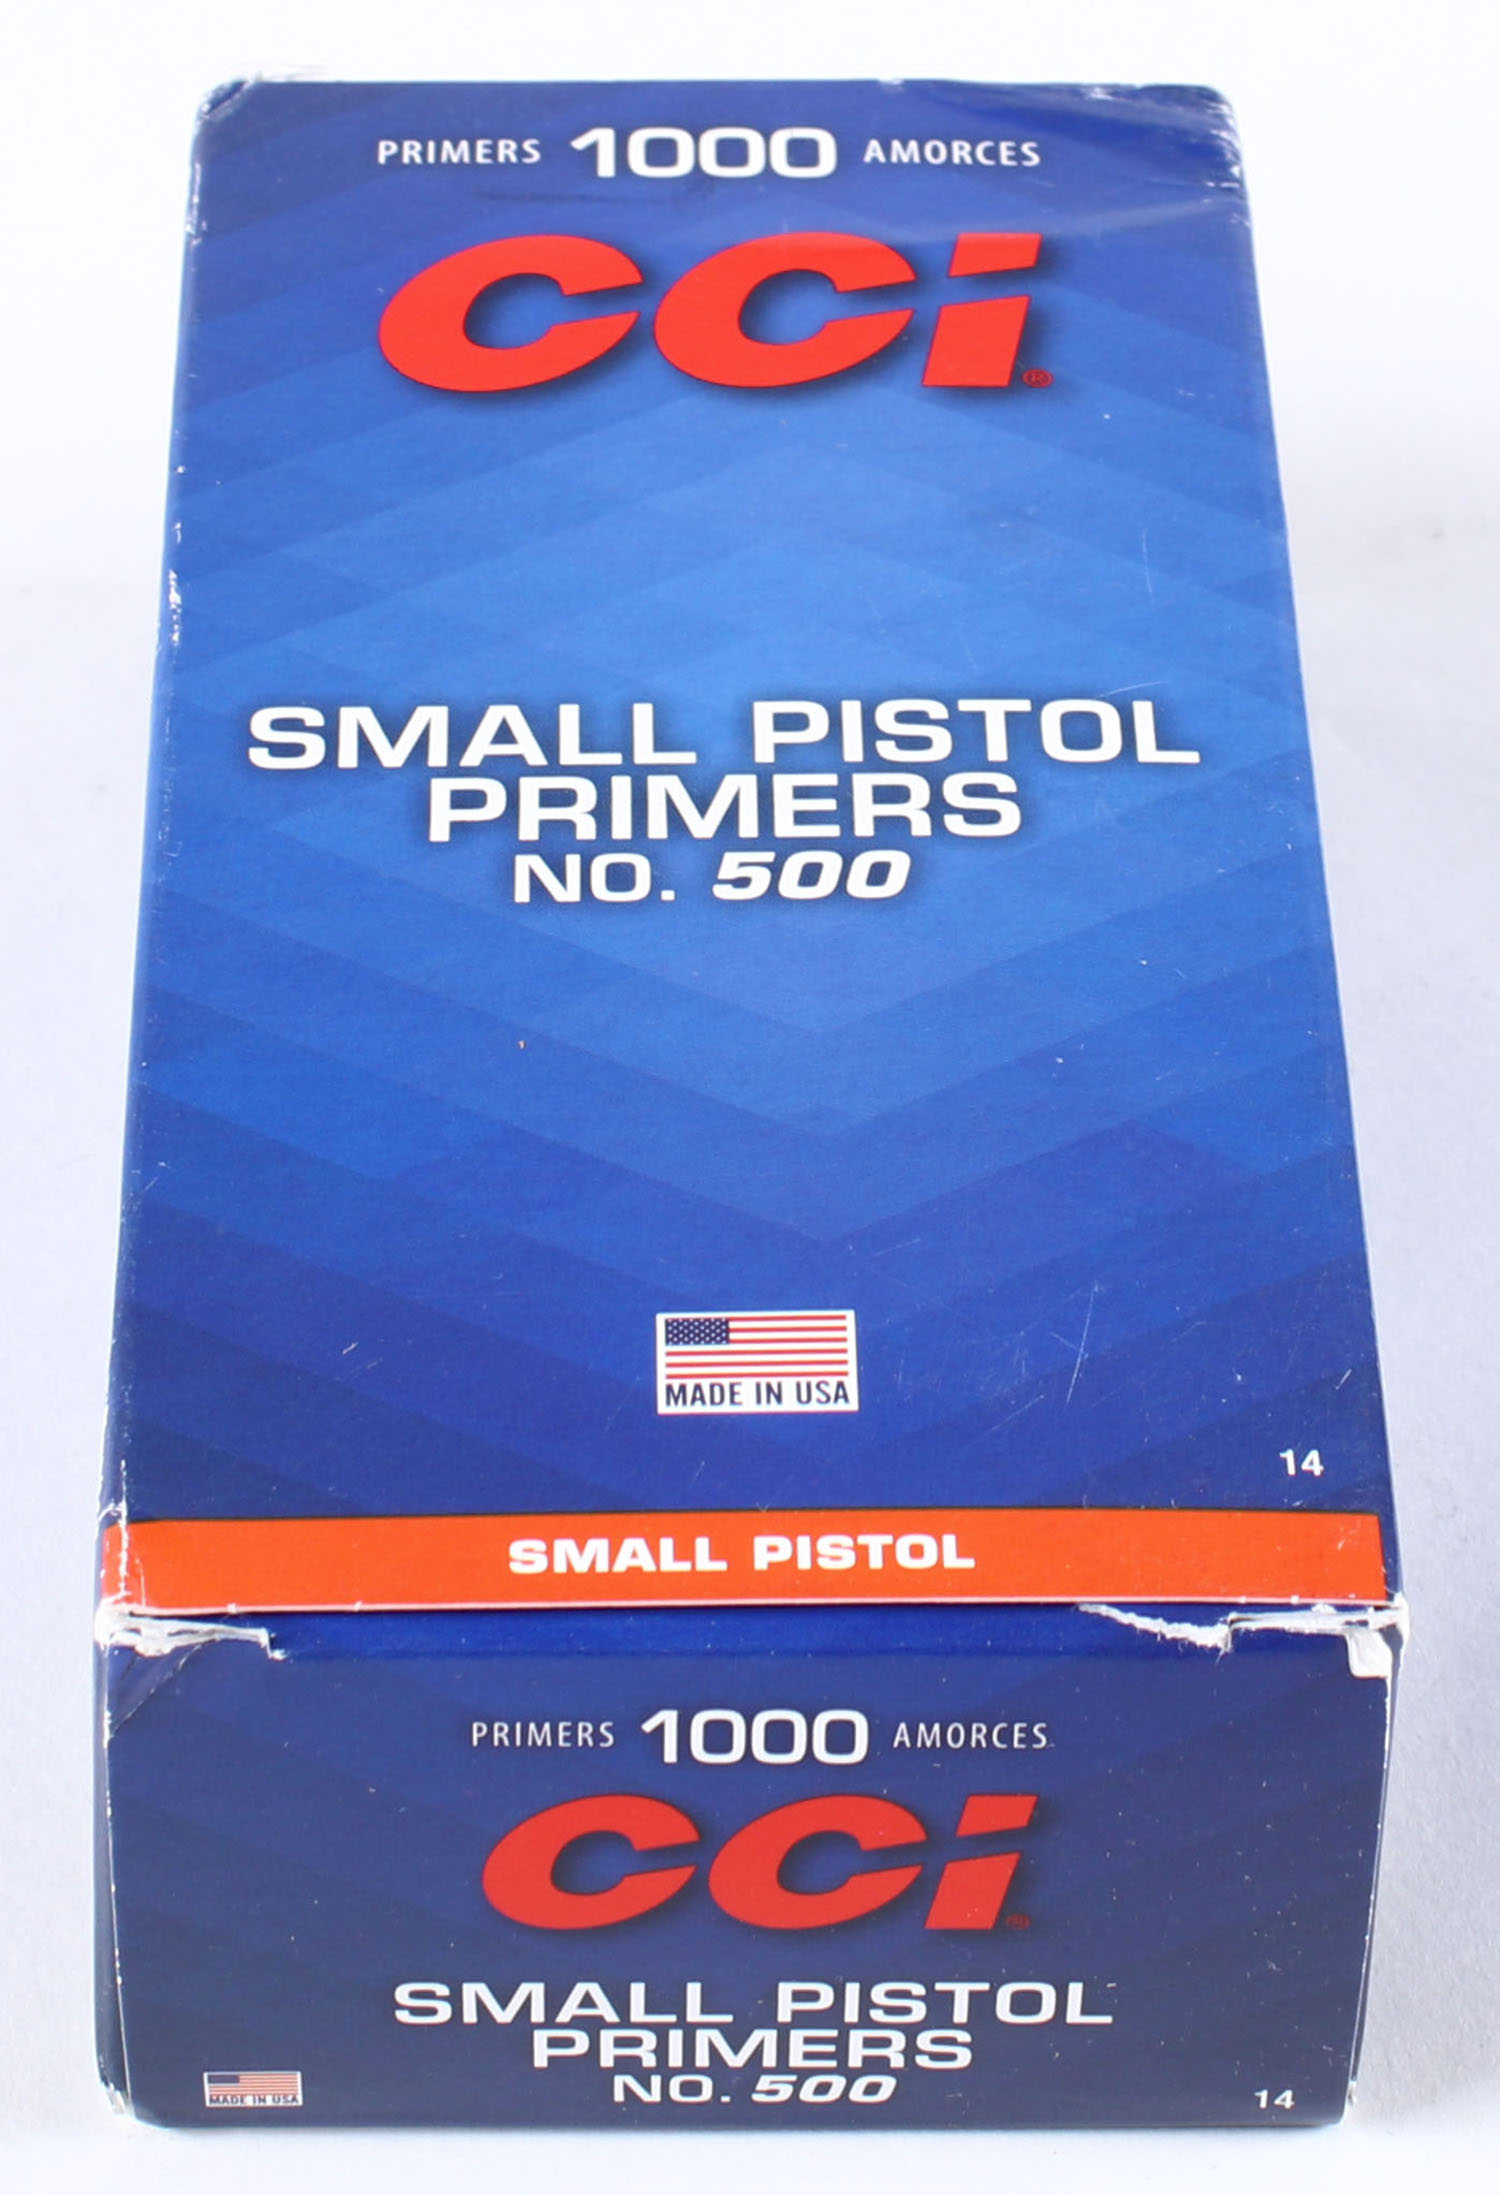 PRIMERS 1000 AMORCES
CCI®
SMALL PISTOL
PRIMERS
NO. 500
MADE IN USA
14
SMALL PISTOL
PRIMERS 1000 AMORCES
CCI®
SMALL PISTOL
PRIMERS
NO. 500
MADE IN USA
14